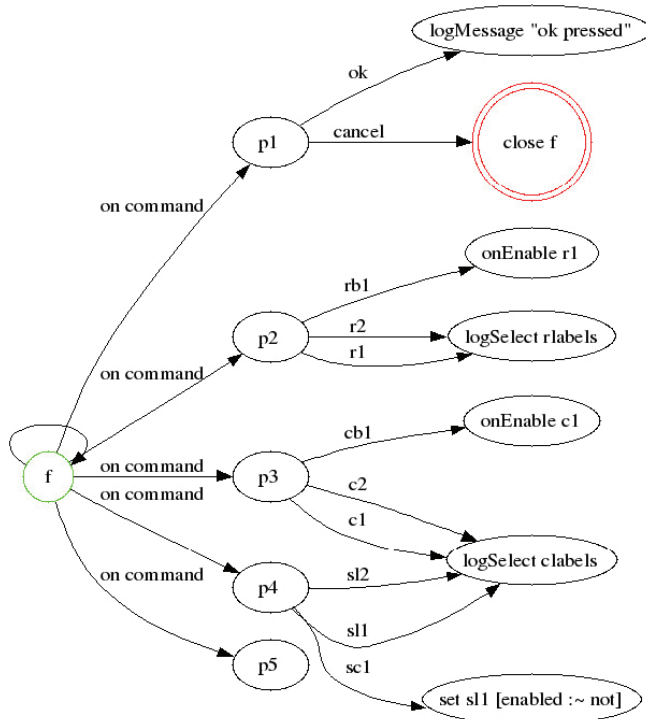 logMessage "ok pressed"
ok
cancel
p1
close f
on command
onEnable r1
rb1
r2
p2
logSelect rlabels
r1
on command
onEnable c1
cb1
f
on command
p3
c2
on command
c1
logSelect clabels
on command
p4
sl2
sl1
p5
sc1
set sl1 [enabled :~ not]